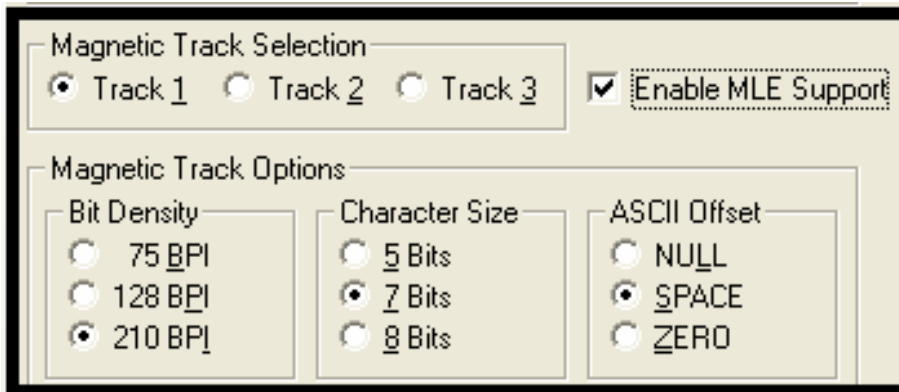 Magnetic Track Selection
Track 1 Track 2 Track 3 Enable MLE Support
Magnetic Track Options
Bit Density Character Size ASCII Offset
75 BPI 5 Bits NULL
128 BPI 7 Bits SPACE
210 BPI 8 Bits ZERO